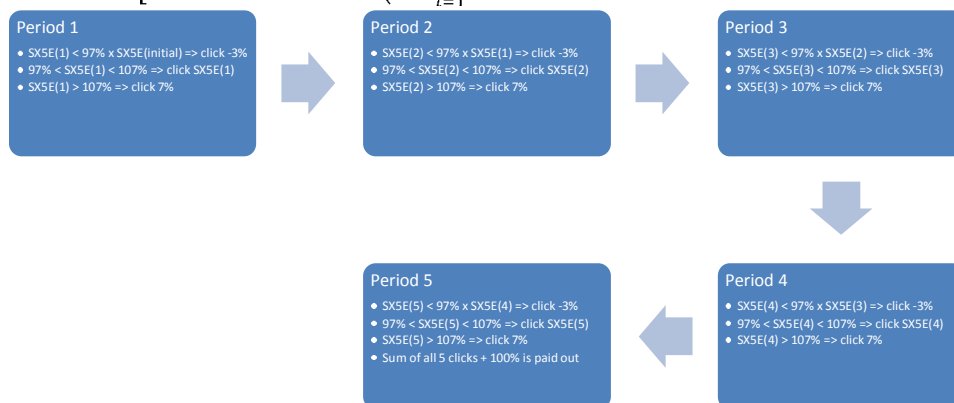 Period 1
• SX5E(1) < 97% x SX5E(initial) => click -3%
• 97% < SX5E(1) < 107% => click SX5E(1)
• SX5E(1) > 107% => click 7%
Period 2
• SX5E(2) < 97% x SX5E(1) => click -3%
• 97% < SX5E(2) < 107% => click SX5E(2)
• SX5E(2) > 107% => click 7%
Period 3
• SX5E(3) < 97% x SX5E(2) => click -3%
• 97% < SX5E(3) < 107% => click SX5E(3)
• SX5E(3) > 107% => click 7%
Period 4
• SX5E(4) < 97% x SX5E(3) => click -3%
• 97% < SX5E(4) < 107% => click SX5E(4)
• SX5E(4) > 107% => click 7%
Period 5
• SX5E(5) < 97% x SX5E(4) => click -3%
• 97% < SX5E(5) < 107% => click SX5E(5)
• SX5E(5) > 107% => click 7%
• Sum of all 5 clicks + 100% is paid out